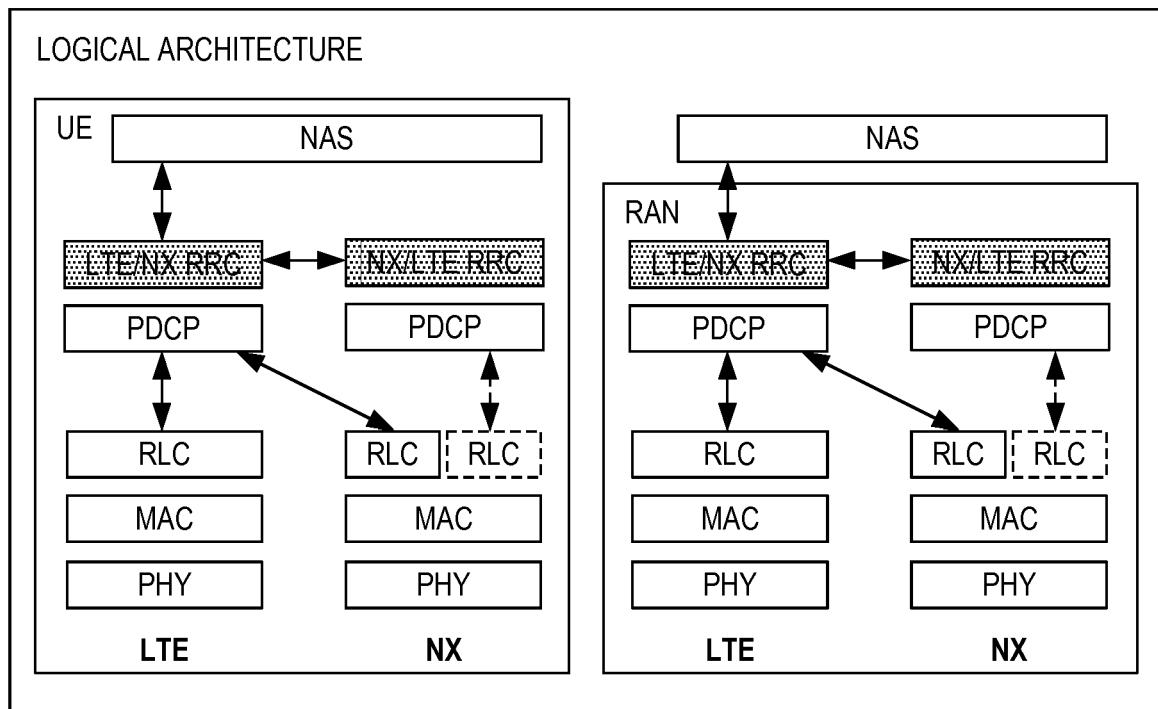 LOGICAL ARCHITECTURE
UE
NAS
LTE/NX RRC
NX/LTE RRC
PDCP
PDCP
RLC
RLC
RLC
MAC
MAC
PHY
PHY
LTE
NX
NAS
RAN
LTE/NX RRC
NX/LTE RRC
PDCP
PDCP
RLC
RLC
RLC
MAC
MAC
PHY
PHY
LTE
NX